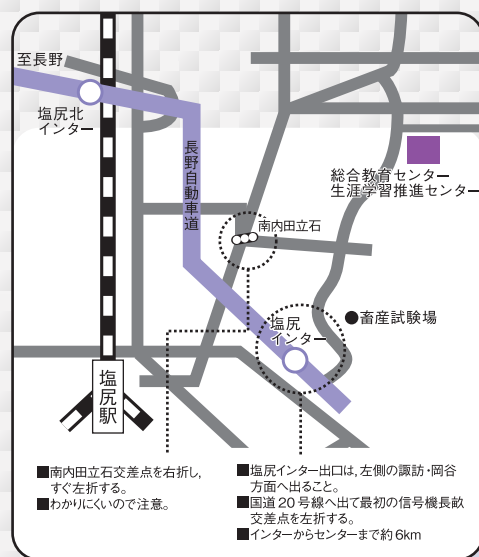 至長野
塩尻北
インター
長野自動車道
総合教育センター
生涯学習推進センター
南内田立石
塩尻
インター
●畜産試験場
塩尻駅
■南内田立石交差点を右折し,
すぐ左折する。
■わかりにくいので注意。
■塩尻インター出口は,左側の諏訪・岡谷
方面へ出ること。
■国道20号線へ出て最初の信号機長畝
交差点を左折する。
■インターからセンターまで約6km